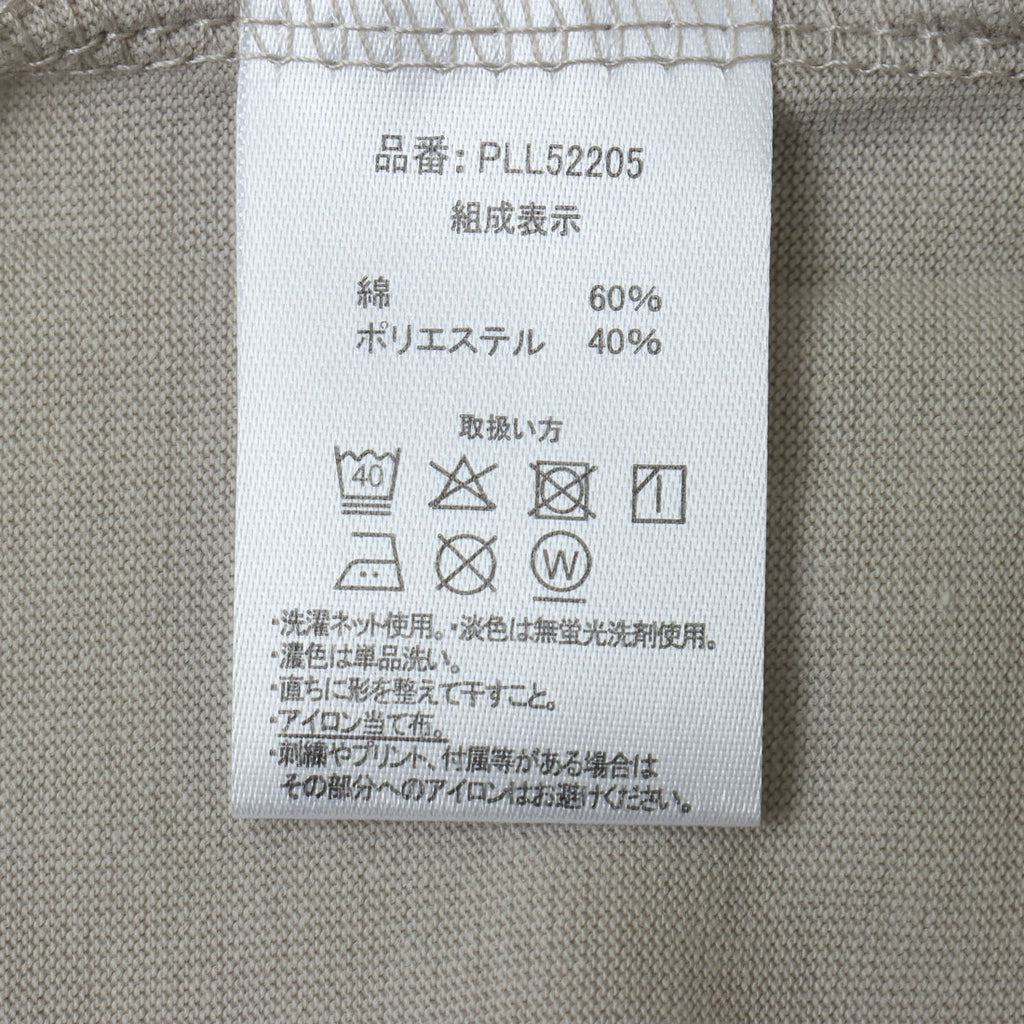 品番: PLL52205
組成表示
綿 60%
ポリエステル 40%
取扱い方
40
W
・洗濯ネット使用。・淡色は無蛍光洗剤使用。
・濃色は単品洗い。
・直ちに形を整えて干すこと。
・アイロン当て布。
・刺繍やプリント、付属等がある場合は
その部分へのアイロンはお避けください。